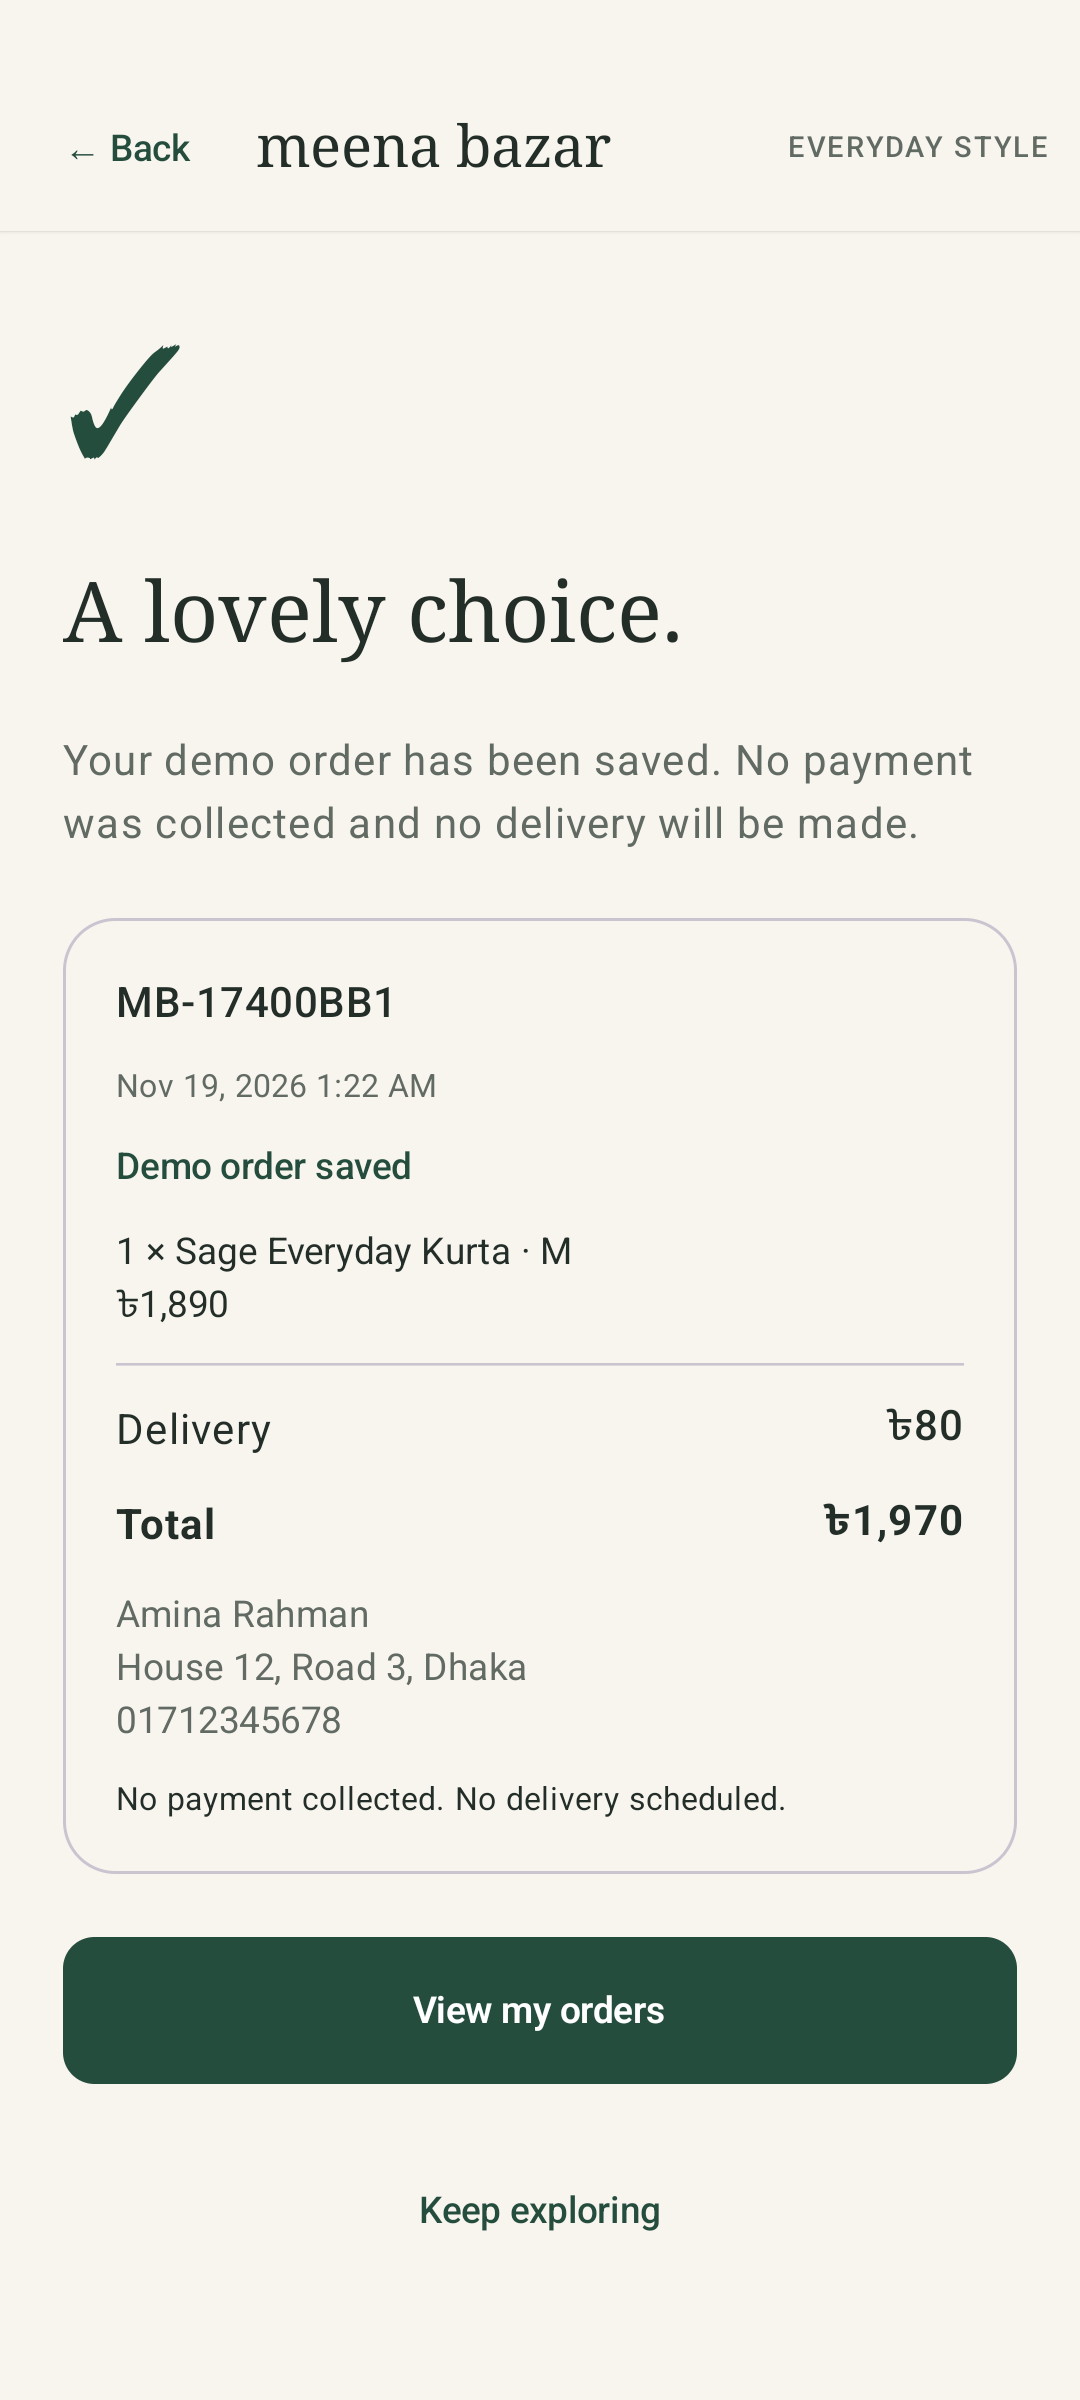 ← Back
meena bazar
EVERYDAY STYLE
✓
A lovely choice.
Your demo order has been saved. No payment
was collected and no delivery will be made.
MB-17400BB1
Nov 19, 2026 1:22 AM
Demo order saved
1 × Sage Everyday Kurta · M
৳1,890
Delivery ৳80
Total ৳1,970
Amina Rahman
House 12, Road 3, Dhaka
01712345678
No payment collected. No delivery scheduled.
View my orders
Keep exploring